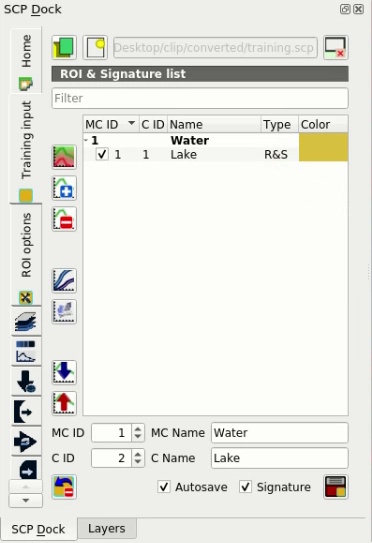 SCP Dock
Home
Training input
ROI options
Desktop/clip/converted/training.scp
ROI & Signature list
Filter
MC ID C ID Name Type Color
1 Water
1 1 Lake R&S
MC ID 1 MC Name Water
C ID 2 C Name Lake
Autosave Signature
SCP Dock Layers